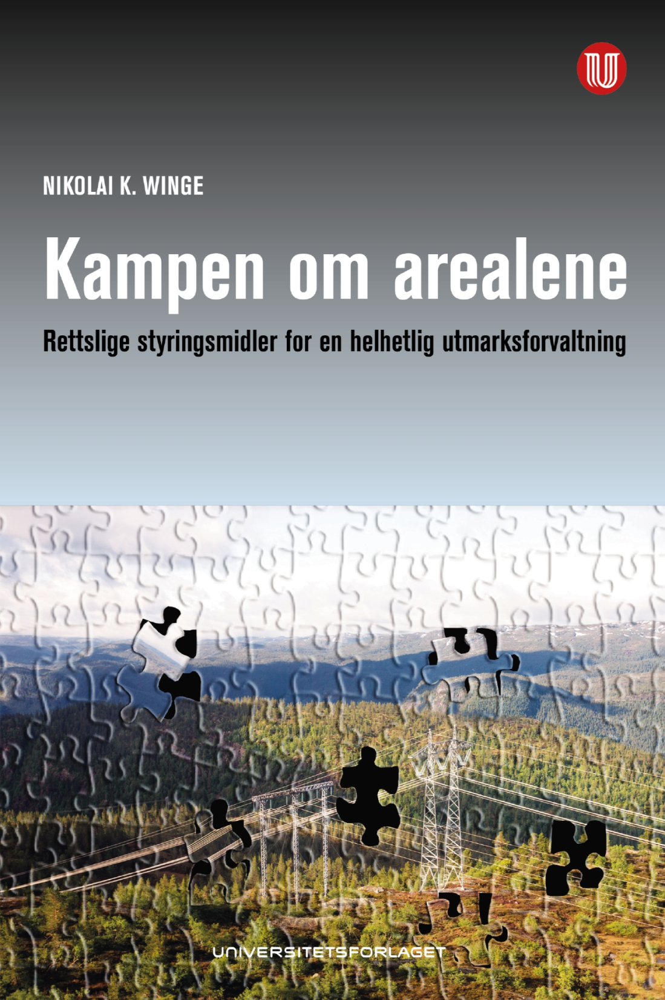 U
NIKOLAI K. WINGE
Kampen om arealene
Rettslige styringsmidler for en helhetlig utmarksforvaltning
UNIVERSITETSFORLAGET